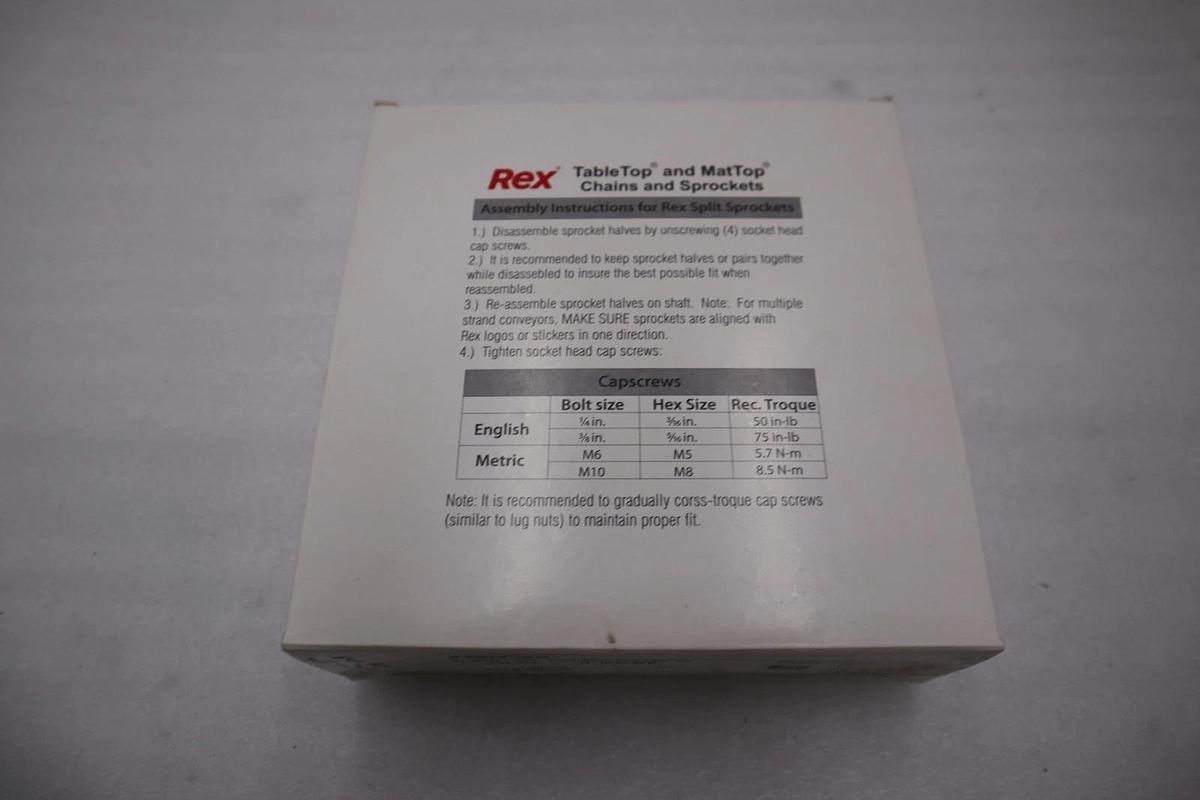 Rex® TableTop® and MatTop®
Chains and Sprockets
Assembly Instructions for Rex Split Sprockets
1.) Disassemble sprocket halves by unscrewing (4) socket head
cap screws.
2.) It is recommended to keep sprocket halves or pairs together
while disassebled to insure the best possible fit when
reassembled.
3.) Re-assemble sprocket halves on shaft. Note: For multiple
strand conveyors, MAKE SURE sprockets are aligned with
Rex logos or stickers in one direction.
4.) Tighten socket head cap screws:
Capscrews
Bolt size Hex Size Rec. Troque
English ¼ in. 3/16 in. 50 in-lb
⅜ in. 5/16 in. 75 in-lb
Metric M6 M5 5.7 N-m
M10 M8 8.5 N-m
Note: It is recommended to gradually corss-troque cap screws
(similar to lug nuts) to maintain proper fit.